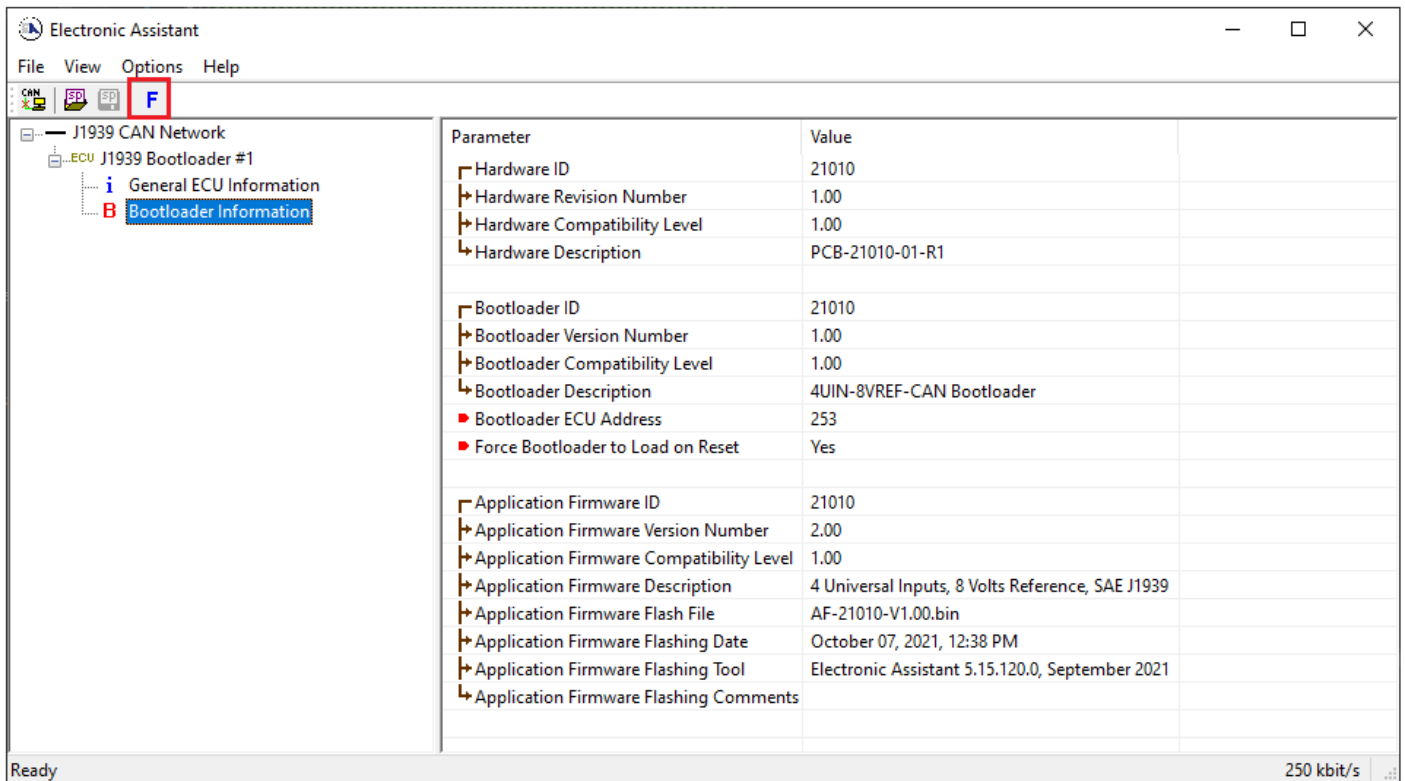 Electronic Assistant
File View Options Help
CAN SP SP F
J1939 CAN Network
ECU J1939 Bootloader #1
i General ECU Information
B Bootloader Information
Parameter Value
Hardware ID 21010
Hardware Revision Number 1.00
Hardware Compatibility Level 1.00
Hardware Description PCB-21010-01-R1
Bootloader ID 21010
Bootloader Version Number 1.00
Bootloader Compatibility Level 1.00
Bootloader Description 4UIN-8VREF-CAN Bootloader
Bootloader ECU Address 253
Force Bootloader to Load on Reset Yes
Application Firmware ID 21010
Application Firmware Version Number 2.00
Application Firmware Compatibility Level 1.00
Application Firmware Description 4 Universal Inputs, 8 Volts Reference, SAE J1939
Application Firmware Flash File AF-21010-V1.00.bin
Application Firmware Flashing Date October 07, 2021, 12:38 PM
Application Firmware Flashing Tool Electronic Assistant 5.15.120.0, September 2021
Application Firmware Flashing Comments
Ready 250 kbit/s